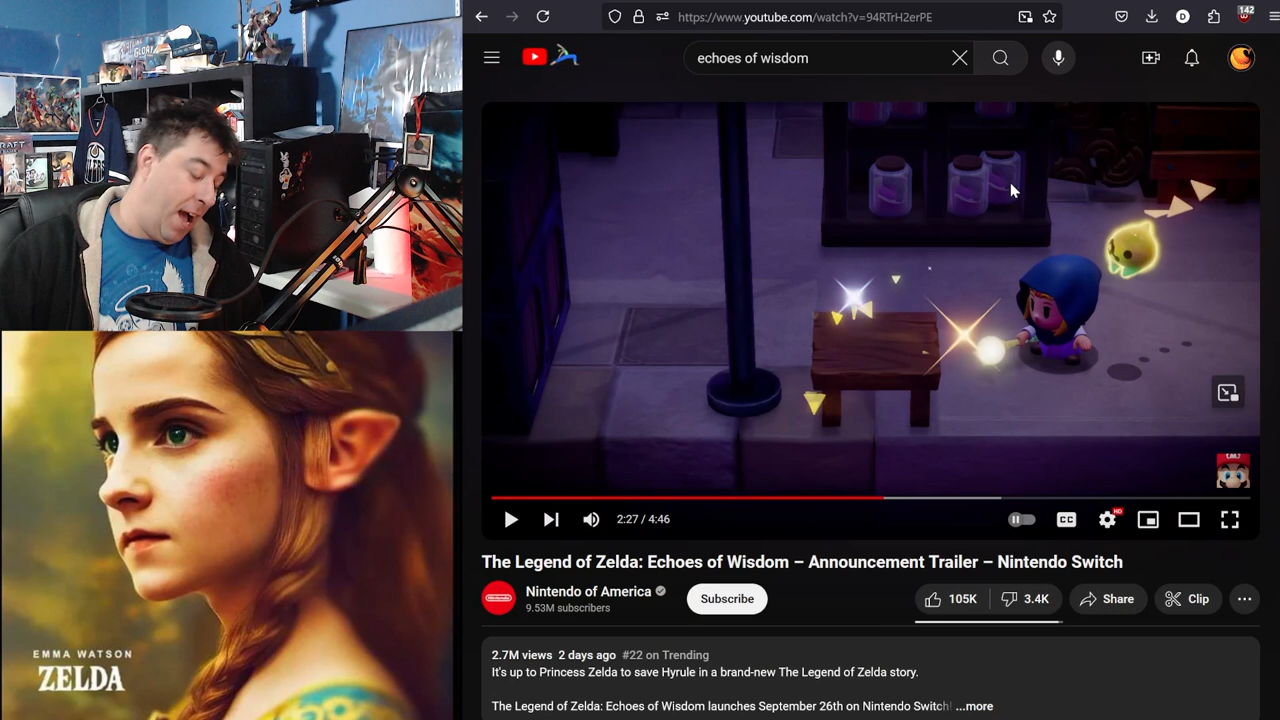 https://www.youtube.com/watch?v=94RTrH2erPE
142
echoes of wisdom
GLORY
RAFT
EMMA WATSON
ZELDA
2:27 / 4:46
CC
HD
The Legend of Zelda: Echoes of Wisdom – Announcement Trailer – Nintendo Switch
Nintendo of America
9.53M subscribers
Subscribe
105K
3.4K
Share
Clip
2.7M views 2 days ago #22 on Trending
It's up to Princess Zelda to save Hyrule in a brand-new The Legend of Zelda story.
The Legend of Zelda: Echoes of Wisdom launches September 26th on Nintendo Switch! ...more